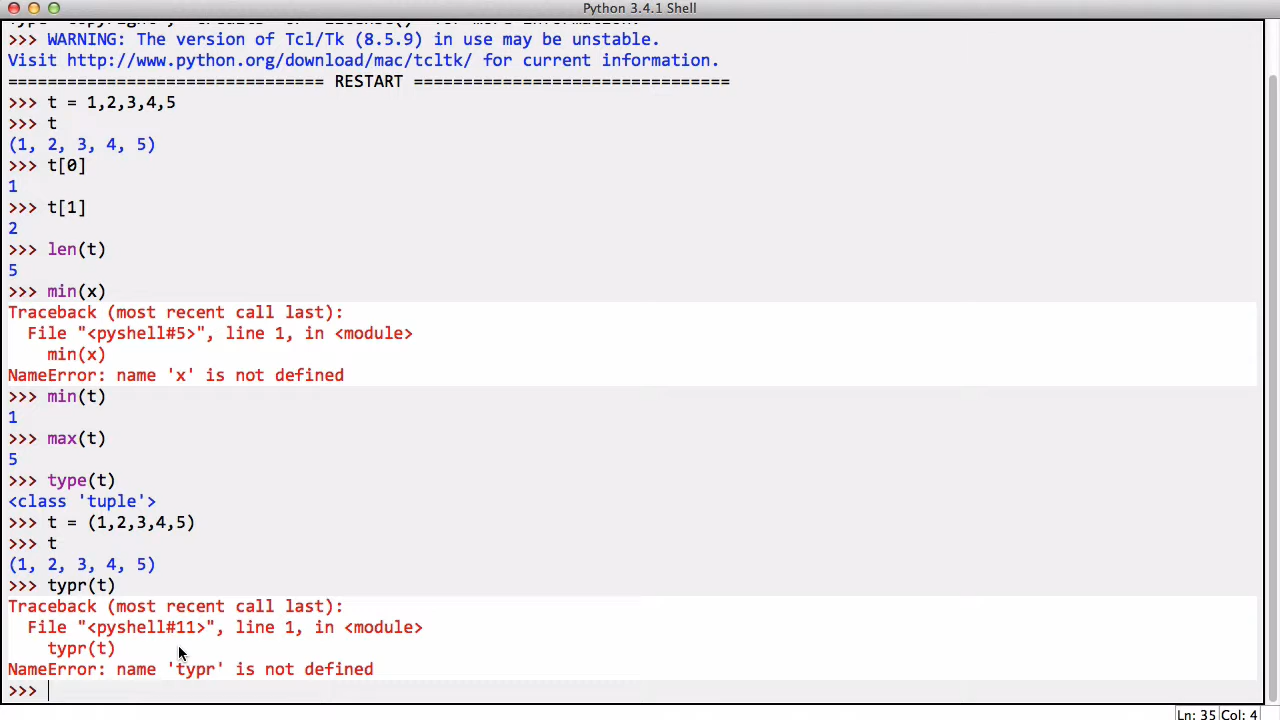 Python 3.4.1 Shell
>>> WARNING: The version of Tcl/Tk (8.5.9) in use may be unstable.
Visit http://www.python.org/download/mac/tcltk/ for current information.
================================ RESTART ================================
>>> t = 1,2,3,4,5
>>> t
(1, 2, 3, 4, 5)
>>> t[0]
1
>>> t[1]
2
>>> len(t)
5
>>> min(x)
Traceback (most recent call last):
  File "<pyshell#5>", line 1, in <module>
    min(x)
NameError: name 'x' is not defined
>>> min(t)
1
>>> max(t)
5
>>> type(t)
<class 'tuple'>
>>> t = (1,2,3,4,5)
>>> t
(1, 2, 3, 4, 5)
>>> typr(t)
Traceback (most recent call last):
  File "<pyshell#11>", line 1, in <module>
    typr(t)
NameError: name 'typr' is not defined
>>>
Ln: 35 Col: 4